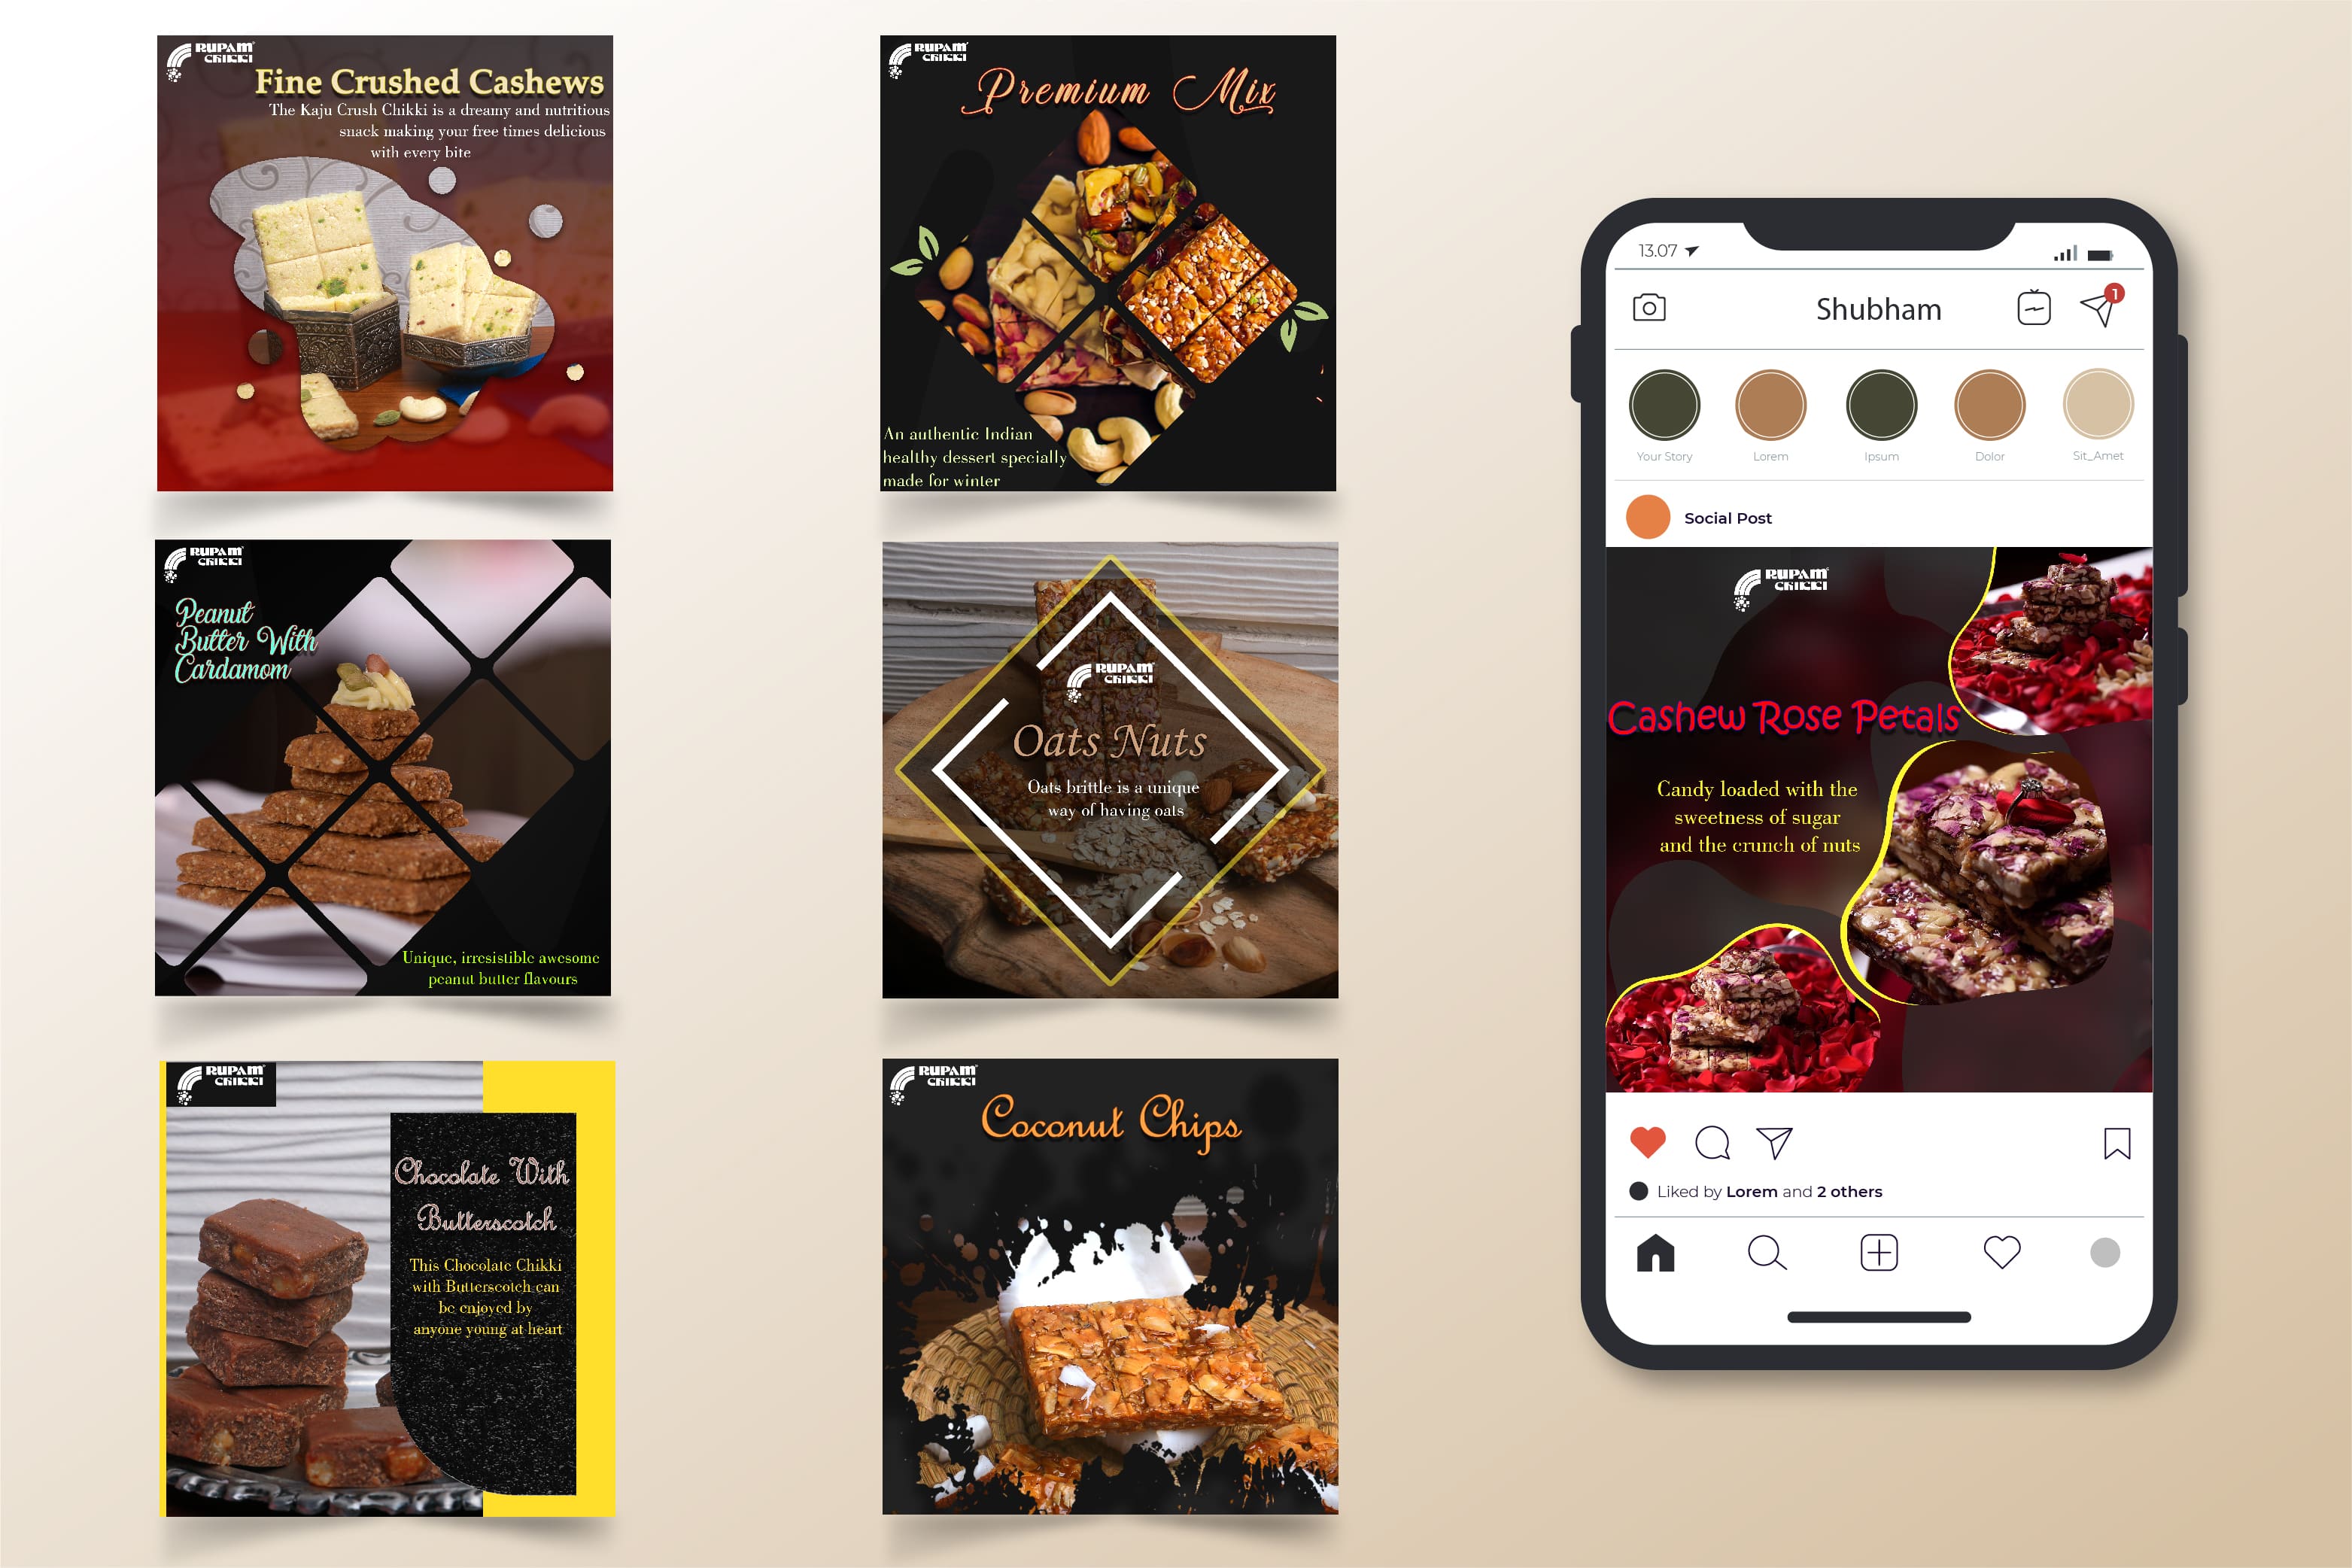 RUPAM
CHIKKI
Fine Crushed Cashews
The Kaju Crush Chikki is a dreamy and nutritious
snack making your free times delicious
with every bite
RUPAM
CHIKKI
Premium Mix
An authentic Indian
healthy dessert specially
made for winter
RUPAM
CHIKKI
Peanut
Butter With
Cardamom
Unique, irresistible awesome
peanut butter flavours
RUPAM
CHIKKI
Oats Nuts
Oats brittle is a unique
way of having oats
RUPAM
CHIKKI
Chocolate With
Butterscotch
This Chocolate Chikki
with Butterscotch can
be enjoyed by
anyone young at heart
RUPAM
CHIKKI
Coconut Chips
13.07
Shubham
1
Your Story Lorem Ipsum Dolor Sit_Amet
Social Post
RUPAM
CHIKKI
Cashew Rose Petals
Candy loaded with the
sweetness of sugar
and the crunch of nuts
Liked by Lorem and 2 others